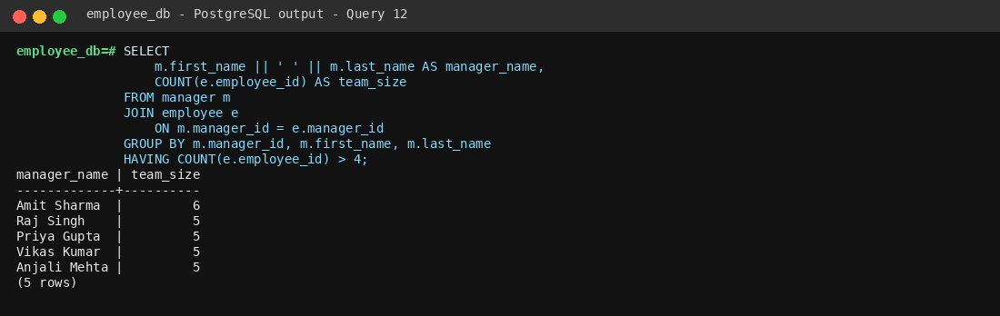 employee_db - PostgreSQL output - Query 12
employee_db=# SELECT
                  m.first_name || ' ' || m.last_name AS manager_name,
                  COUNT(e.employee_id) AS team_size
              FROM manager m
              JOIN employee e
                  ON m.manager_id = e.manager_id
              GROUP BY m.manager_id, m.first_name, m.last_name
              HAVING COUNT(e.employee_id) > 4;
manager_name | team_size
-------------+----------
Amit Sharma  |         6
Raj Singh    |         5
Priya Gupta  |         5
Vikas Kumar  |         5
Anjali Mehta |         5
(5 rows)